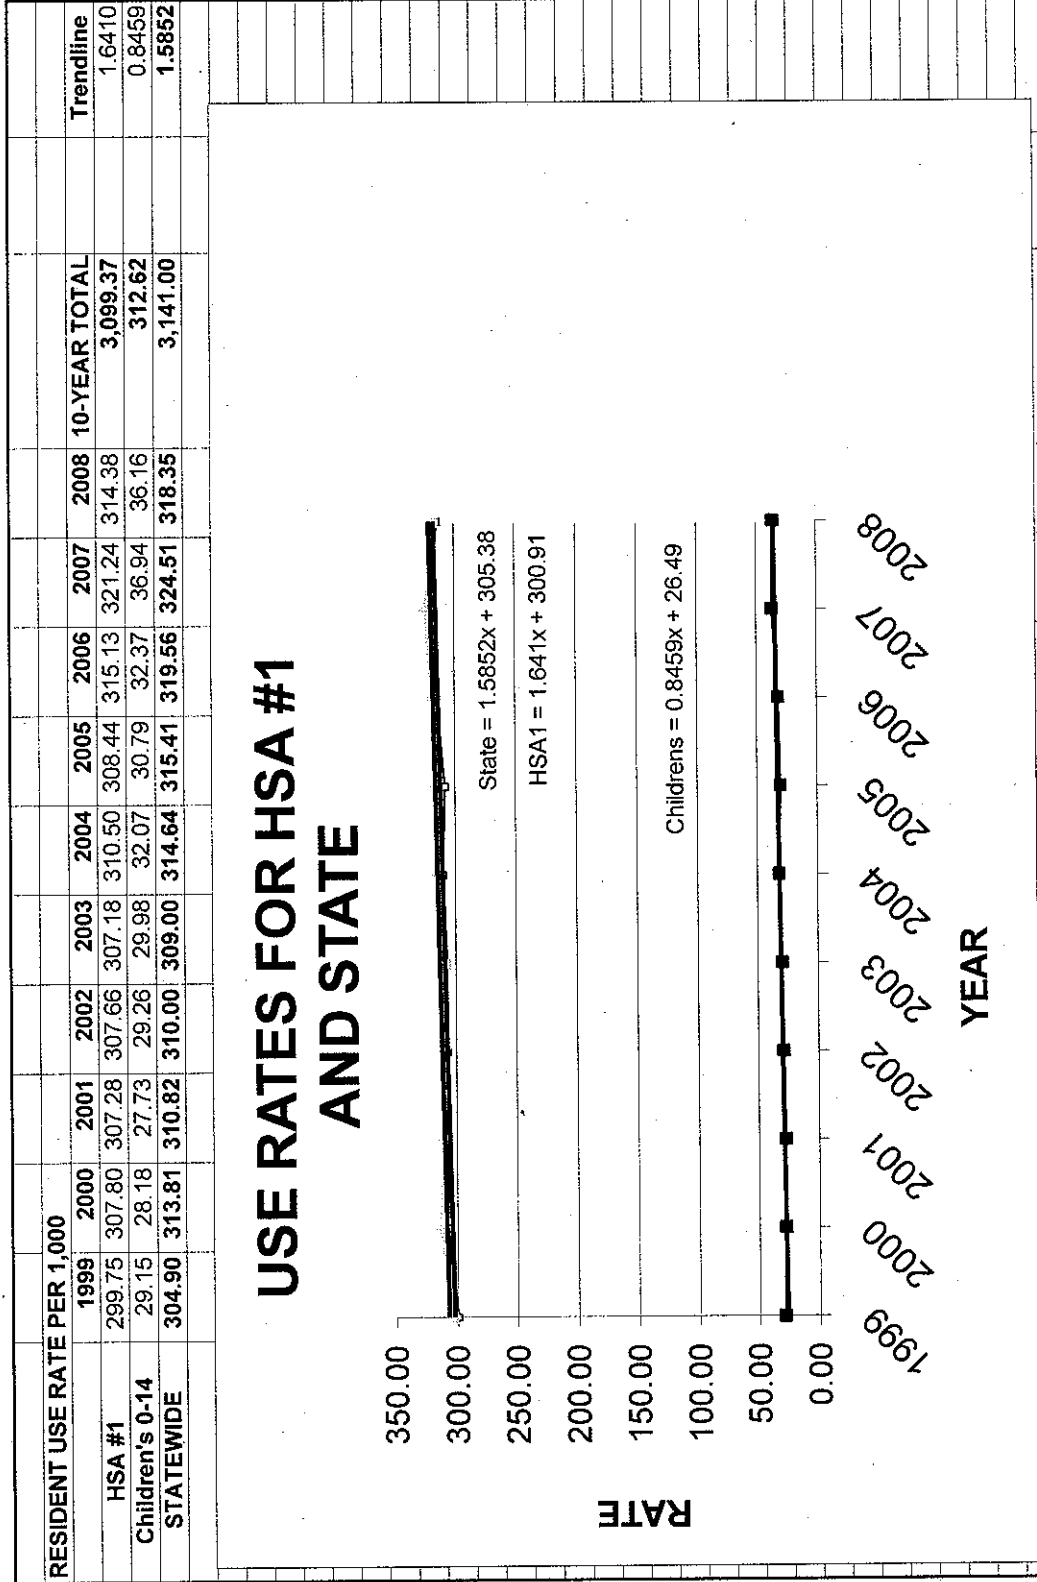 RESIDENT USE RATE PER 1,000
1999 2000 2001 2002 2003 2004 2005 2006 2007 2008 10-YEAR TOTAL Trendline
HSA #1 299.75 307.80 307.28 307.66 307.18 310.50 308.44 315.13 321.24 314.38 3,099.37 1.6410
Children's 0-14 29.15 28.18 27.73 29.26 29.98 32.07 30.79 32.37 36.94 36.16 312.62 0.8459
STATEWIDE 304.90 313.81 310.82 310.00 309.00 314.64 315.41 319.56 324.51 318.35 3,141.00 1.5852
USE RATES FOR HSA #1
AND STATE
350.00
300.00
250.00
200.00
150.00
100.00
50.00
0.00
RATE
State = 1.5852x + 305.38
HSA1 = 1.641x + 300.91
Childrens = 0.8459x + 26.49
1999 2000 2001 2002 2003 2004 2005 2006 2007 2008
YEAR